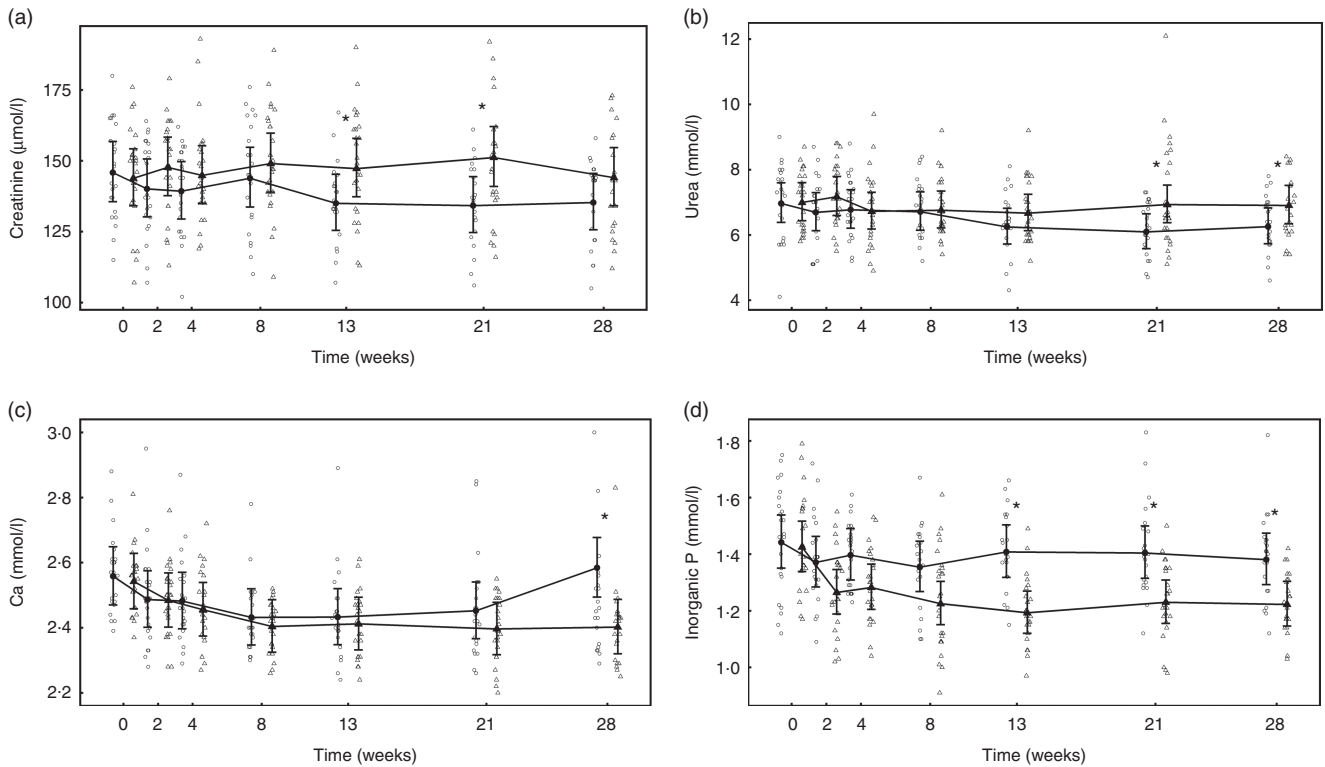 (a)
Creatinine (µmol/l)
175
150
125
100
*
*
0 2 4 8 13 21 28
Time (weeks)
(b)
Urea (mmol/l)
12
10
8
6
4
*
*
0 2 4 8 13 21 28
Time (weeks)
(c)
Ca (mmol/l)
3·0
2·8
2·6
2·4
2·2
*
0 2 4 8 13 21 28
Time (weeks)
(d)
Inorganic P (mmol/l)
1·8
1·6
1·4
1·2
1·0
*
*
*
0 2 4 8 13 21 28
Time (weeks)